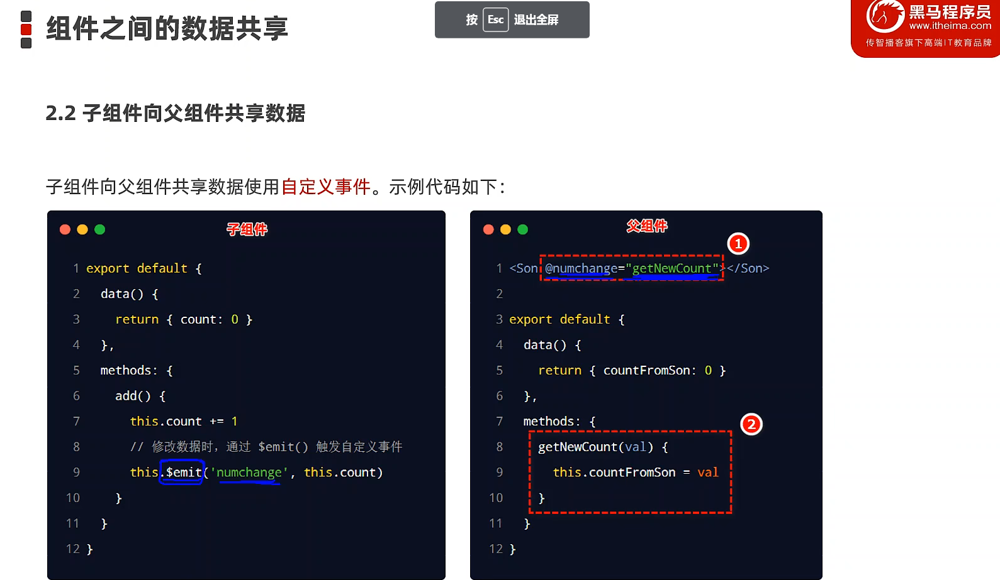 组件之间的数据共享
按 Esc 退出全屏
黑马程序员
www.itheima.com
传智播客旗下高端IT教育品牌
2.2 子组件向父组件共享数据
子组件向父组件共享数据使用自定义事件。示例代码如下：
子组件
1 export default {
2 data() {
3 return { count: 0 }
4 },
5 methods: {
6 add() {
7 this.count += 1
8 // 修改数据时，通过 $emit() 触发自定义事件
9 this.$emit('numchange', this.count)
10 }
11 }
12 }
父组件
1
1 <Son @numchange="getNewCount"></Son>
2
3 export default {
4 data() {
5 return { countFromSon: 0 }
6 },
7 methods: {
2
8 getNewCount(val) {
9 this.countFromSon = val
10 }
11 }
12 }